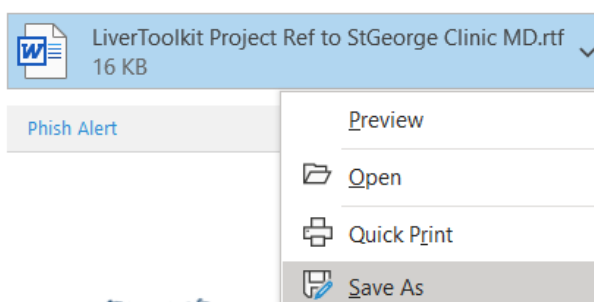 LiverToolkit Project Ref to StGeorge Clinic MD.rtf
16 KB
Phish Alert
Preview
Open
Quick Print
Save As